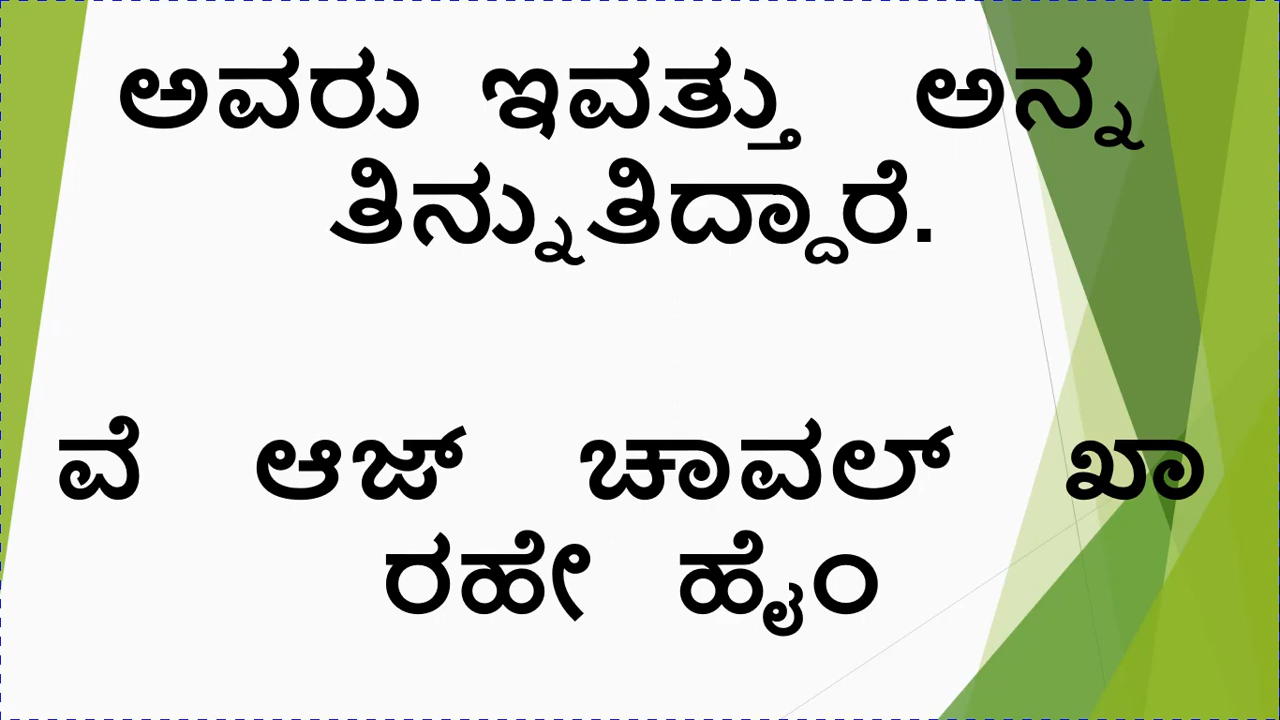 ಅವರು ಇವತ್ತು ಅನ್ನ
ತಿನ್ನುತಿದ್ದಾರೆ.
ವೆ ಆಜ್ ಚಾವಲ್ ಖಾ
ರಹೇ ಹೈಂ